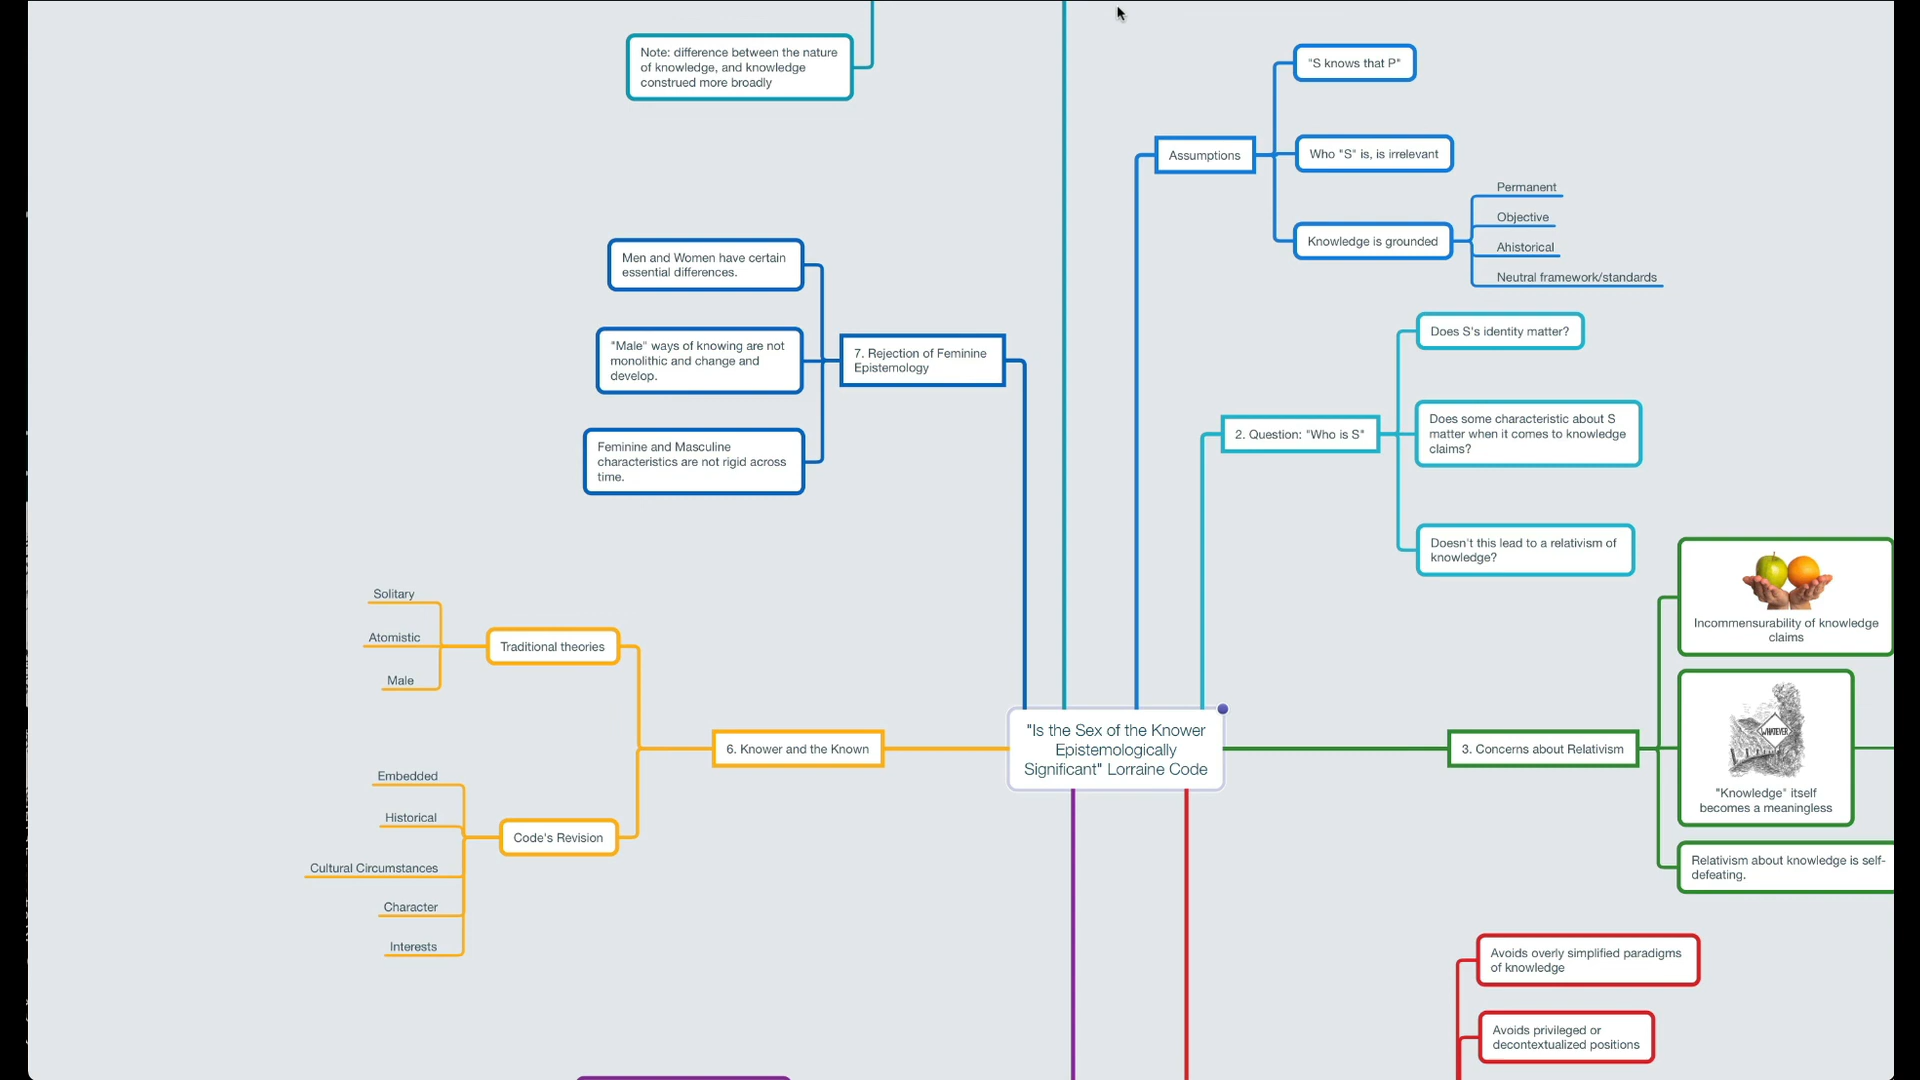 Note: difference between the nature
of knowledge, and knowledge
construed more broadly
"S knows that P"
Assumptions
Who "S" is, is irrelevant
Knowledge is grounded
Permanent
Objective
Ahistorical
Neutral framework/standards
Men and Women have certain
essential differences.
"Male" ways of knowing are not
monolithic and change and
develop.
7. Rejection of Feminine
Epistemology
Feminine and Masculine
characteristics are not rigid across
time.
Does S's identity matter?
2. Question: "Who is S"
Does some characteristic about S
matter when it comes to knowledge
claims?
Doesn't this lead to a relativism of
knowledge?
Solitary
Atomistic
Male
Traditional theories
6. Knower and the Known
Embedded
Historical
Cultural Circumstances
Character
Interests
Code's Revision
"Is the Sex of the Knower
Epistemologically
Significant" Lorraine Code
3. Concerns about Relativism
Incommensurability of knowledge
claims
WHATEVER
"Knowledge" itself
becomes a meaningless
Relativism about knowledge is self-
defeating.
Avoids overly simplified paradigms
of knowledge
Avoids privileged or
decontextualized positions